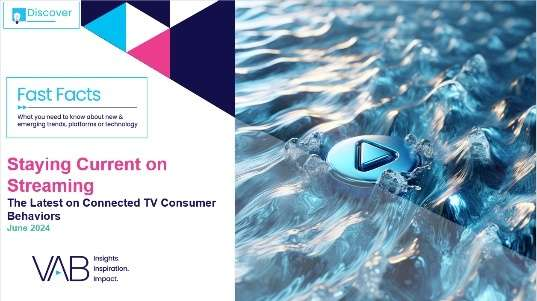 Discover
Fast Facts
What you need to know about new &
emerging trends, platforms or technology
Staying Current on
Streaming
The Latest on Connected TV Consumer
Behaviors
June 2024
VAB
Insights.
Inspiration.
Impact.